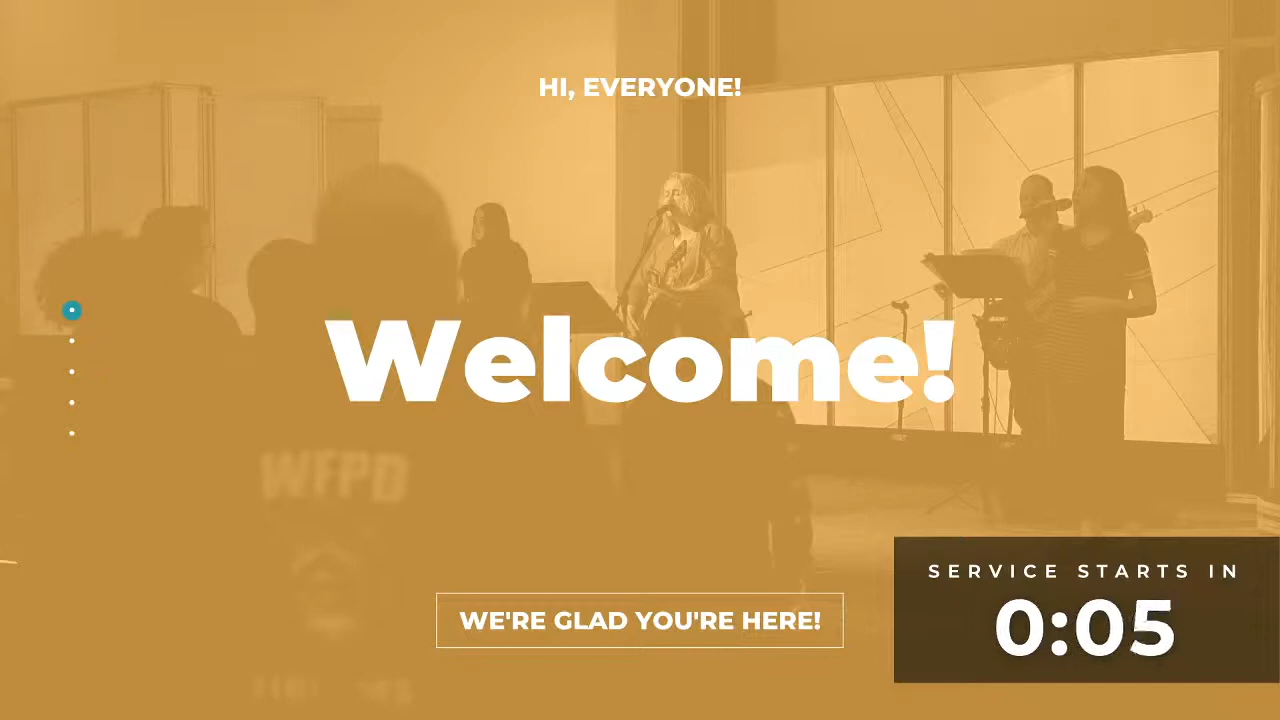 HI, EVERYONE!
Welcome!
WFPD
WE'RE GLAD YOU'RE HERE!
SERVICE STARTS IN
0:05